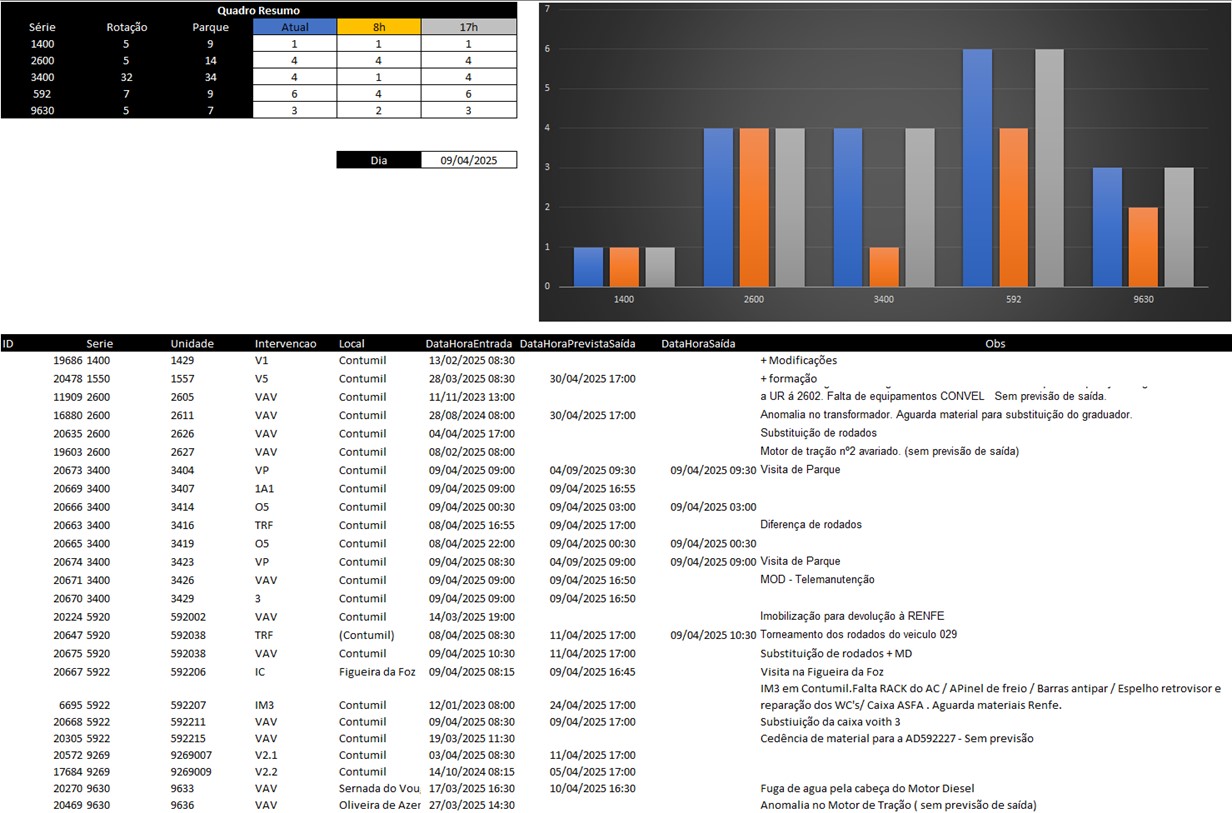 Quadro Resumo
Série Rotação Parque Atual 8h 17h
1400 5 9 1 1 1
2600 5 14 4 4 4
3400 32 34 4 1 4
592 7 9 6 4 6
9630 5 7 3 2 3
Dia 09/04/2025
7
6
5
4
3
2
1
0
1400 2600 3400 592 9630
ID Serie Unidade Intervencao Local DataHoraEntrada DataHoraPrevistaSaída DataHoraSaída Obs
19686 1400 1429 V1 Contumil 13/02/2025 08:30 + Modificações
20478 1550 1557 V5 Contumil 28/03/2025 08:30 30/04/2025 17:00 + formação
11909 2600 2605 VAV Contumil 11/11/2023 13:00 a UR á 2602. Falta de equipamentos CONVEL Sem previsão de saída.
16880 2600 2611 VAV Contumil 28/08/2024 08:00 30/04/2025 17:00 Anomalia no transformador. Aguarda material para substituição do graduador.
20635 2600 2626 VAV Contumil 04/04/2025 17:00 Substituição de rodados
19603 2600 2627 VAV Contumil 08/02/2025 08:00 Motor de tração nº2 avariado. (sem previsão de saída)
20673 3400 3404 VP Contumil 09/04/2025 09:00 04/09/2025 09:30 09/04/2025 09:30 Visita de Parque
20669 3400 3407 1A1 Contumil 09/04/2025 09:00 09/04/2025 16:55
20666 3400 3414 O5 Contumil 09/04/2025 00:30 09/04/2025 03:00 09/04/2025 03:00
20663 3400 3416 TRF Contumil 08/04/2025 16:55 09/04/2025 17:00 Diferença de rodados
20665 3400 3419 O5 Contumil 08/04/2025 22:00 09/04/2025 00:30 09/04/2025 00:30
20674 3400 3423 VP Contumil 09/04/2025 08:30 04/09/2025 09:00 09/04/2025 09:00 Visita de Parque
20671 3400 3426 VAV Contumil 09/04/2025 09:00 09/04/2025 16:50 MOD - Telemanutenção
20670 3400 3429 3 Contumil 09/04/2025 09:00 09/04/2025 16:50
20224 5920 592002 VAV Contumil 14/03/2025 19:00 Imobilização para devolução à RENFE
20647 5920 592038 TRF (Contumil) 08/04/2025 08:30 11/04/2025 17:00 09/04/2025 10:30 Torneamento dos rodados do veiculo 029
20675 5920 592038 VAV Contumil 09/04/2025 10:30 11/04/2025 17:00 Substituição de rodados + MD
20667 5922 592206 IC Figueira da Foz 09/04/2025 08:15 09/04/2025 16:45 Visita na Figueira da Foz
IM3 em Contumil.Falta RACK do AC / APinel de freio / Barras antipar / Espelho retrovisor e
6695 5922 592207 IM3 Contumil 12/01/2023 08:00 24/04/2025 17:00 reparação dos WC's/ Caixa ASFA . Aguarda materiais Renfe.
20668 5922 592211 VAV Contumil 09/04/2025 08:30 09/04/2025 17:00 Substiuição da caixa voith 3
20305 5922 592215 VAV Contumil 19/03/2025 11:30 Cedência de material para a AD592227 - Sem previsão
20572 9269 9269007 V2.1 Contumil 03/04/2025 08:30 11/04/2025 17:00
17684 9269 9269009 V2.2 Contumil 14/10/2024 08:15 05/04/2025 17:00
20270 9630 9633 VAV Sernada do Vou 17/03/2025 16:30 10/04/2025 16:30 Fuga de agua pela cabeça do Motor Diesel
20469 9630 9636 VAV Oliveira de Azer 27/03/2025 14:30 Anomalia no Motor de Tração ( sem previsão de saída)